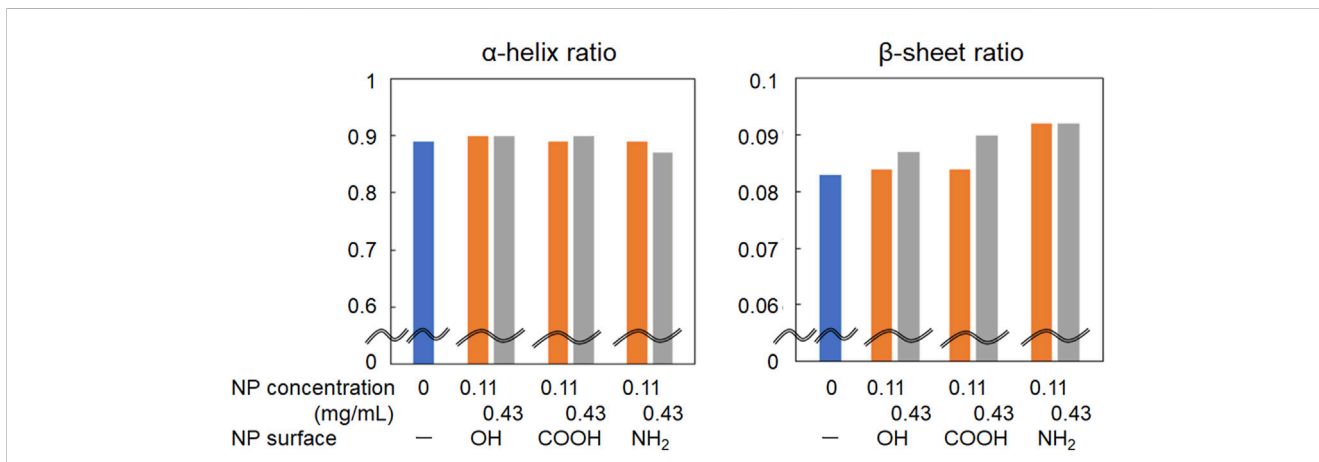 α-helix ratio
1
0.9
0.8
0.7
0.6
0
β-sheet ratio
0.1
0.09
0.08
0.07
0.06
0
NP concentration 0 0.11 0.11 0.11 0 0.11 0.11 0.11
(mg/mL) 0.43 0.43 0.43 0.43 0.43 0.43
NP surface — OH COOH NH₂ — OH COOH NH₂